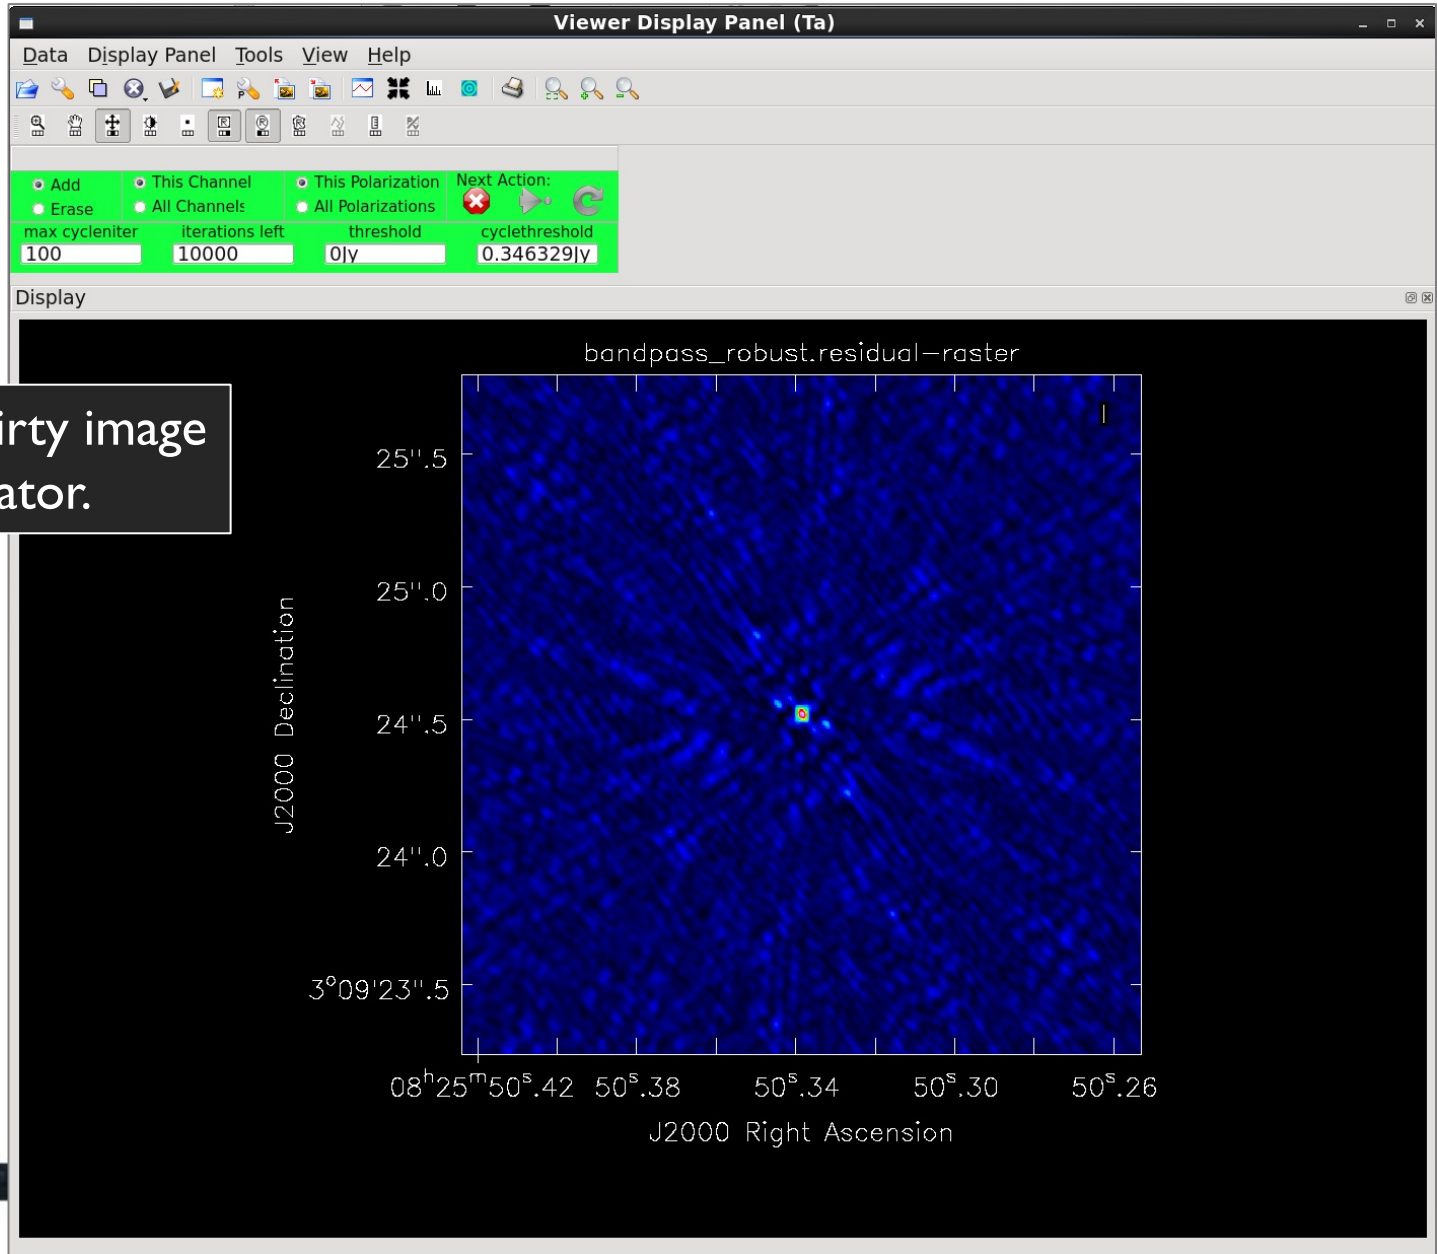 Viewer Display Panel (Ta)
Data Display Panel Tools View Help
Add
Erase
This Channel
All Channels
This Polarization
All Polarizations
Next Action:
max cycleniter iterations left threshold cyclethreshold
100 10000 0Jy 0.346329Jy
Display
bandpass_robust.residual-raster
I
irty image
ator.
25".5
25".0
24".5
24".0
3°09'23".5
J2000 Declination
08h25m50s.42 50s.38 50s.34 50s.30 50s.26
J2000 Right Ascension